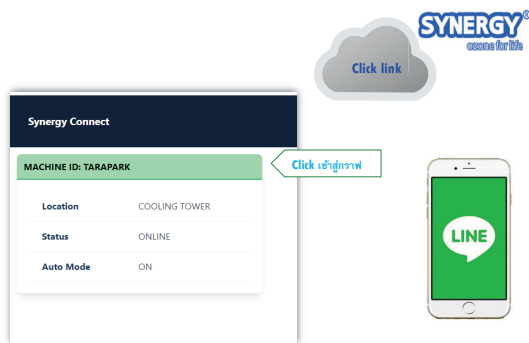 SYNERGY®
ozone for life
Click link
Synergy Connect
MACHINE ID: TARAPARK
Click เข้าสู่กราฟ
Location COOLING TOWER
Status ONLINE
Auto Mode ON
LINE